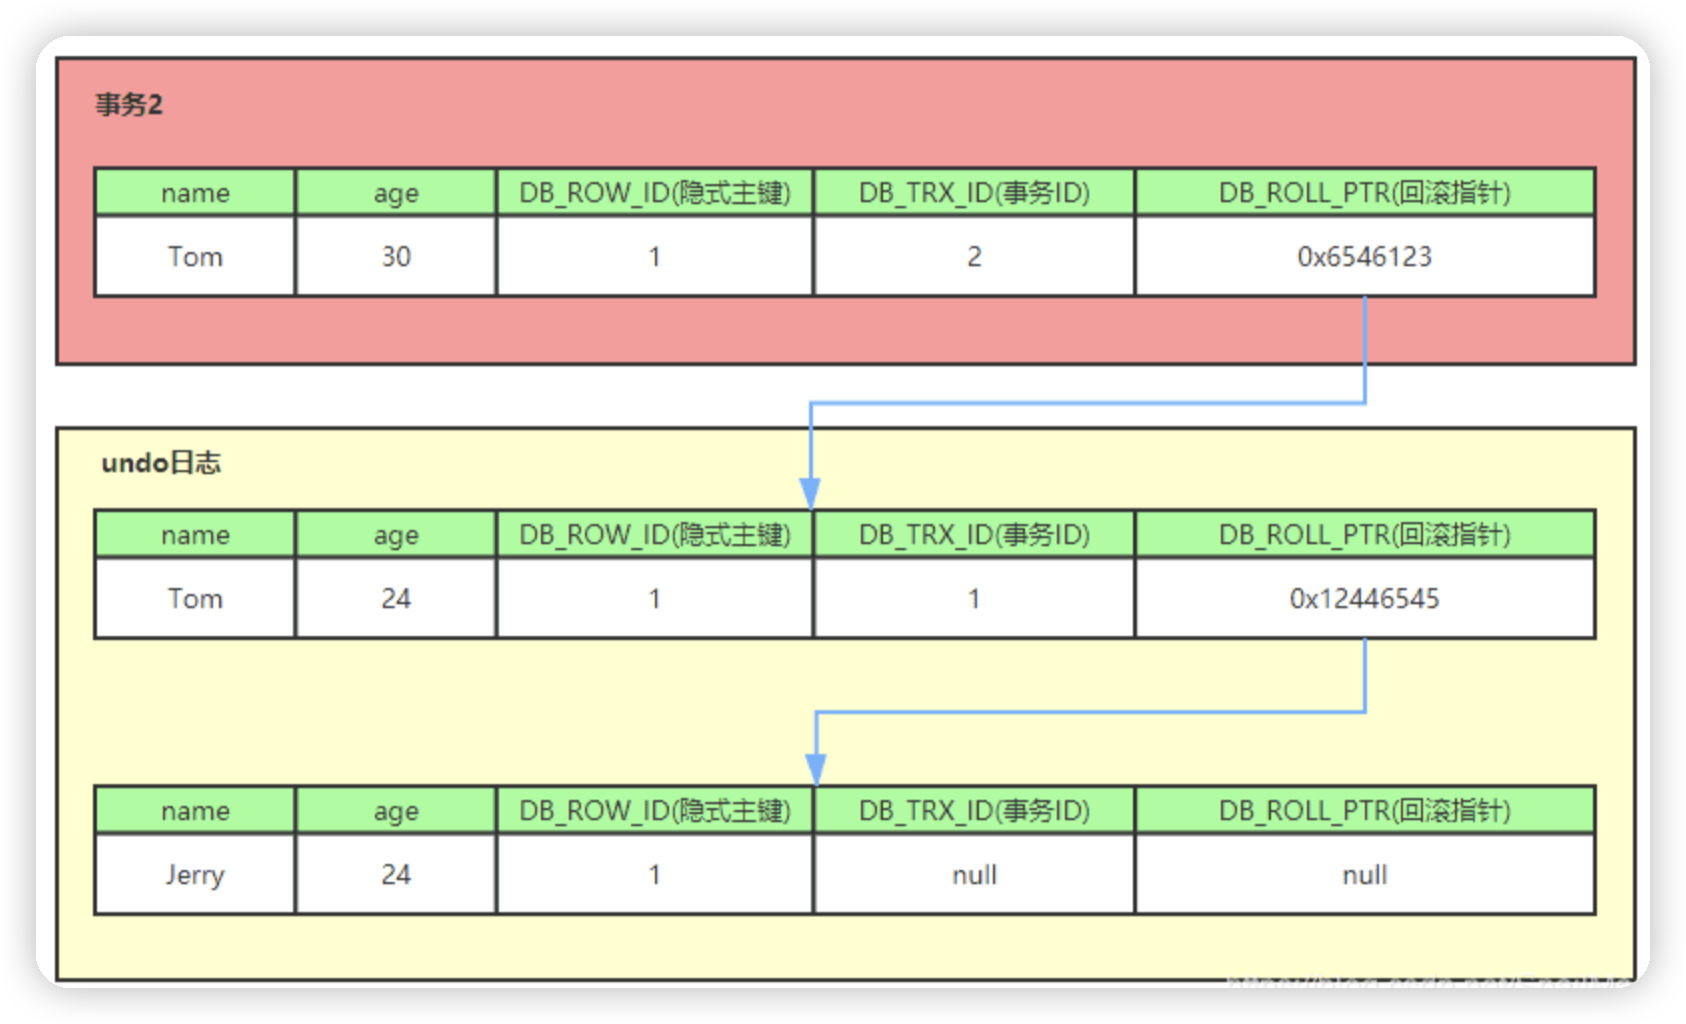 事务2
name age DB_ROW_ID(隐式主键) DB_TRX_ID(事务ID) DB_ROLL_PTR(回滚指针)
Tom 30 1 2 0x6546123
undo日志
name age DB_ROW_ID(隐式主键) DB_TRX_ID(事务ID) DB_ROLL_PTR(回滚指针)
Tom 24 1 1 0x12446545
name age DB_ROW_ID(隐式主键) DB_TRX_ID(事务ID) DB_ROLL_PTR(回滚指针)
Jerry 24 1 null null